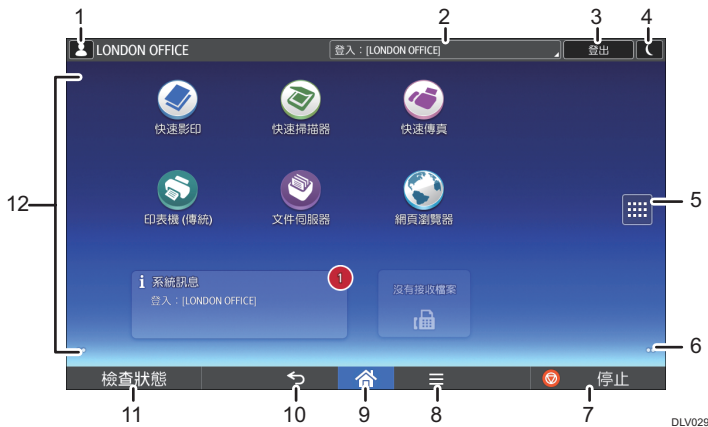 1 2 3 4
LONDON OFFICE
登入：[LONDON OFFICE]
登出
快速影印 快速掃描器 快速傳真
12
5
印表機 (傳統) 文件伺服器 網頁瀏覽器
系統訊息
1
登入：[LONDON OFFICE]
沒有接收檔案
6
檢查狀態
停止
11 10 9 8 7
DLV029